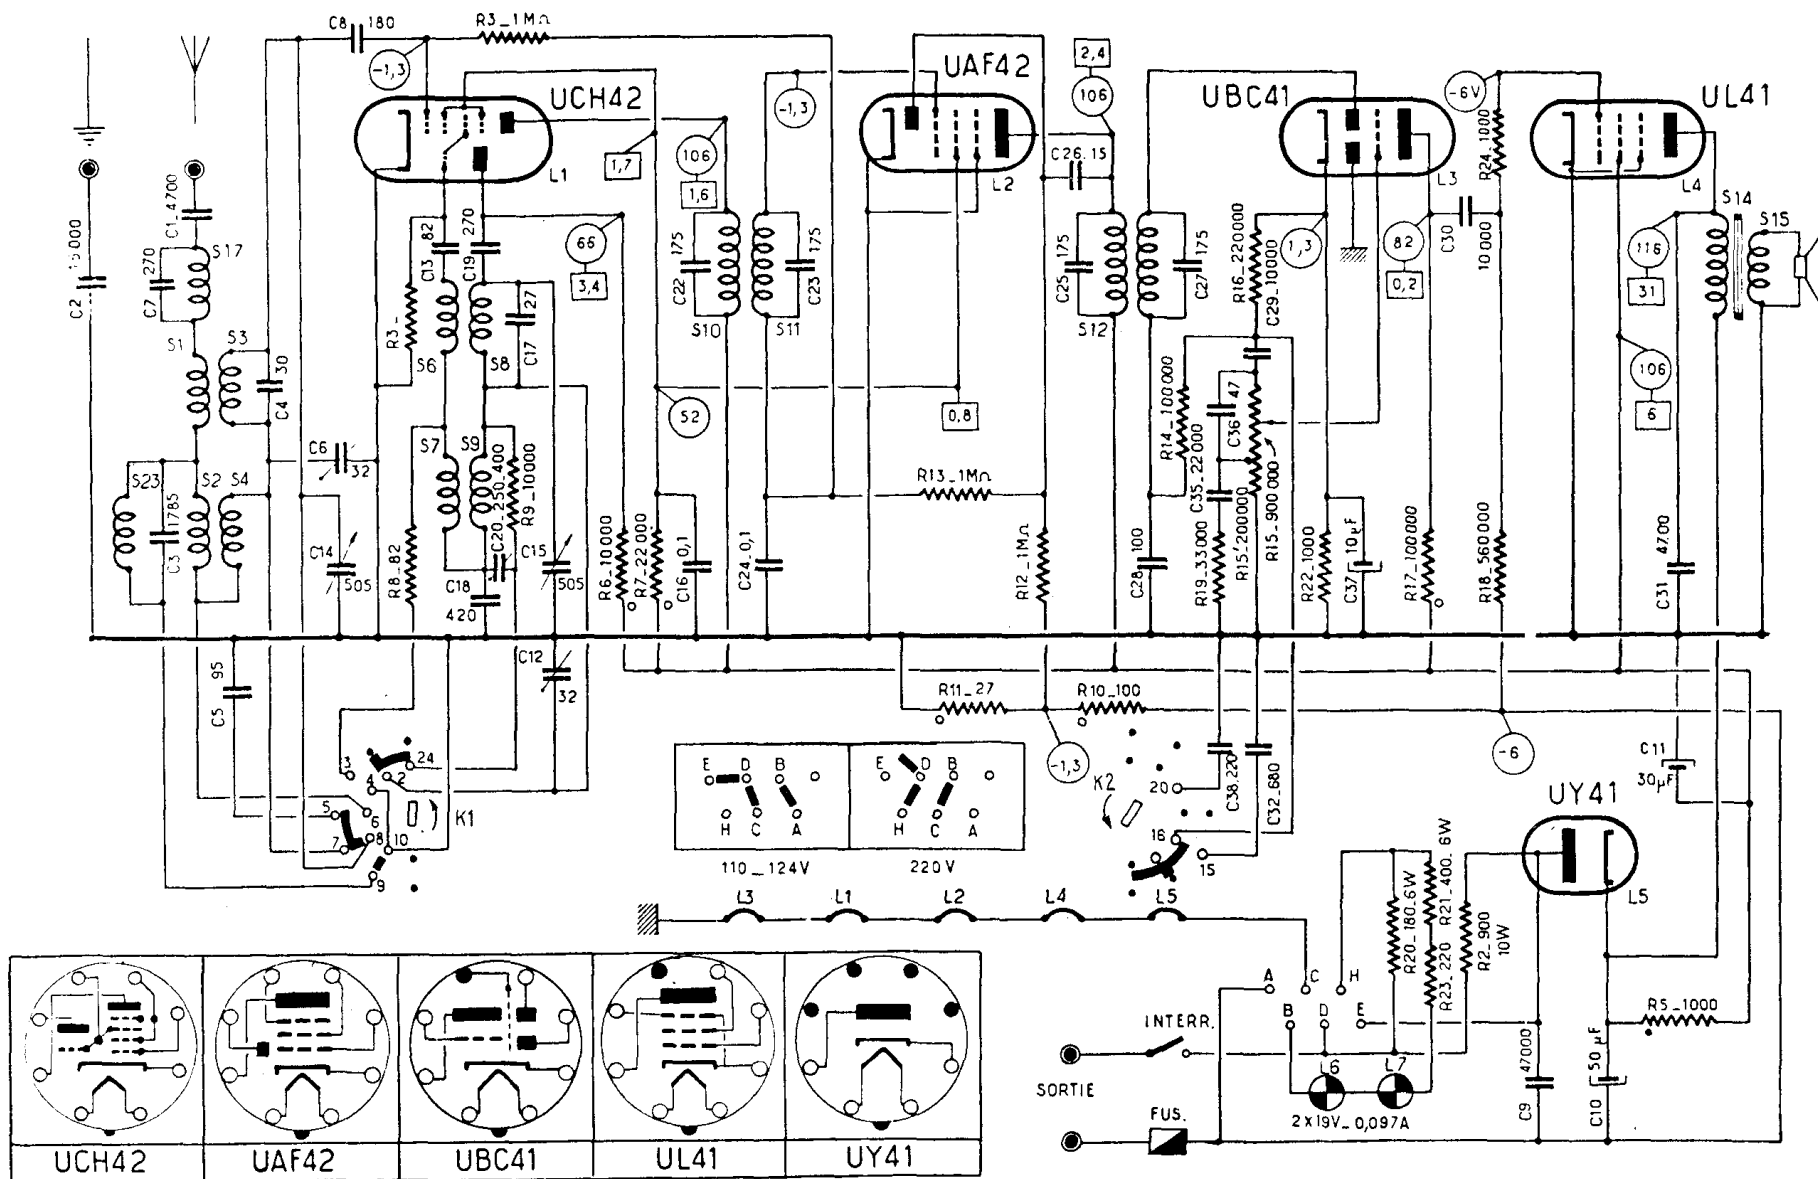 C8 180
R3_1MΩ
-1,3
UCH42
L1
1,7
106
1,6
-1,3
UAF42
L2
2,4
106
C26.15
UBC41
L3
-6V
R24_1000
UL41
L4
S14
S15
C1_4700
C2
C7 270
S17
S1
S3
C4 30
C6
32
S23
C3 1785
S2
S4
C14
505
82
C13
270
C19
R3_
S6
S8
27
C17
S7
S9
R8_82
C18
420
C20_250_400
R9_10000
C15
505
66
3,4
52
R6_10000
R7_22000
C16_0,1
175
C22
S10
175
C23
S11
C24_0,1
0,8
R13_1MΩ
R12_1MΩ
175
C25
S12
175
C27
C28_100
R14_100000
R16_220000
C29_10000
47
C36
C35_22000
R19_33000
R15_200000
R15_900000
1,3
R22_1000
C37 10µF
82
0,2
C30
10000
R17_100000
R18_560000
116
31
106
6
4700
C31
95
C5
C12
32
R11_27
R10_100
-1,3
-6
C11
30µF
3
24
4
2
5
6
7
8
10
9
K1
E D B
H C A
110_124V
E D B
H C A
220V
K2
20
16
15
C38.220
C32_680
UY41
L5
L3 L1 L2 L4 L5
A C H
B D E
R20_180_6W
R21_400_6W
R23_220
R2_900
10W
R5_1000
INTERR.
SORTIE
FUS.
L6 L7
2x19V_0,097A
C9 47000
C10 50 µF
UCH42 UAF42 UBC41 UL41 UY41